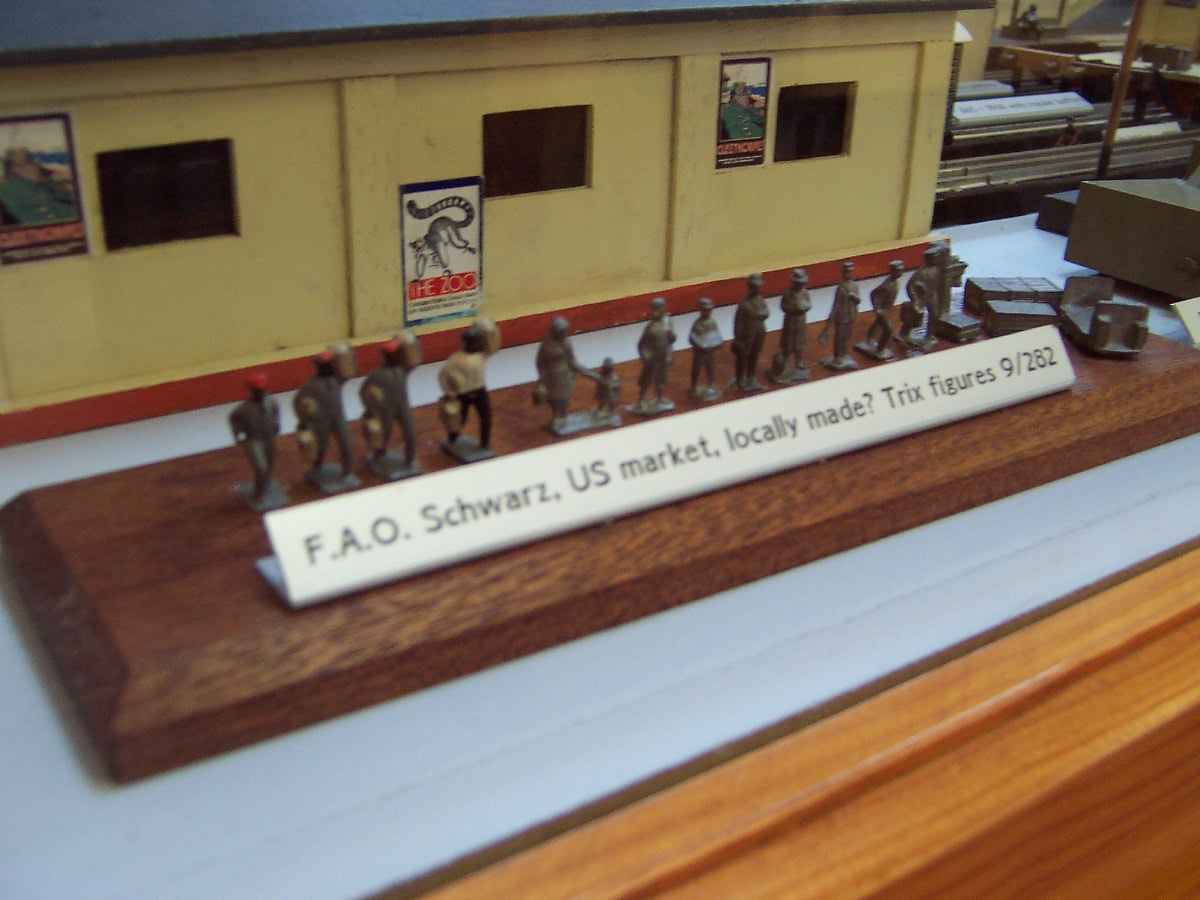 THE ZOO
F.A.O. Schwarz, US market, locally made? Trix figures 9/282